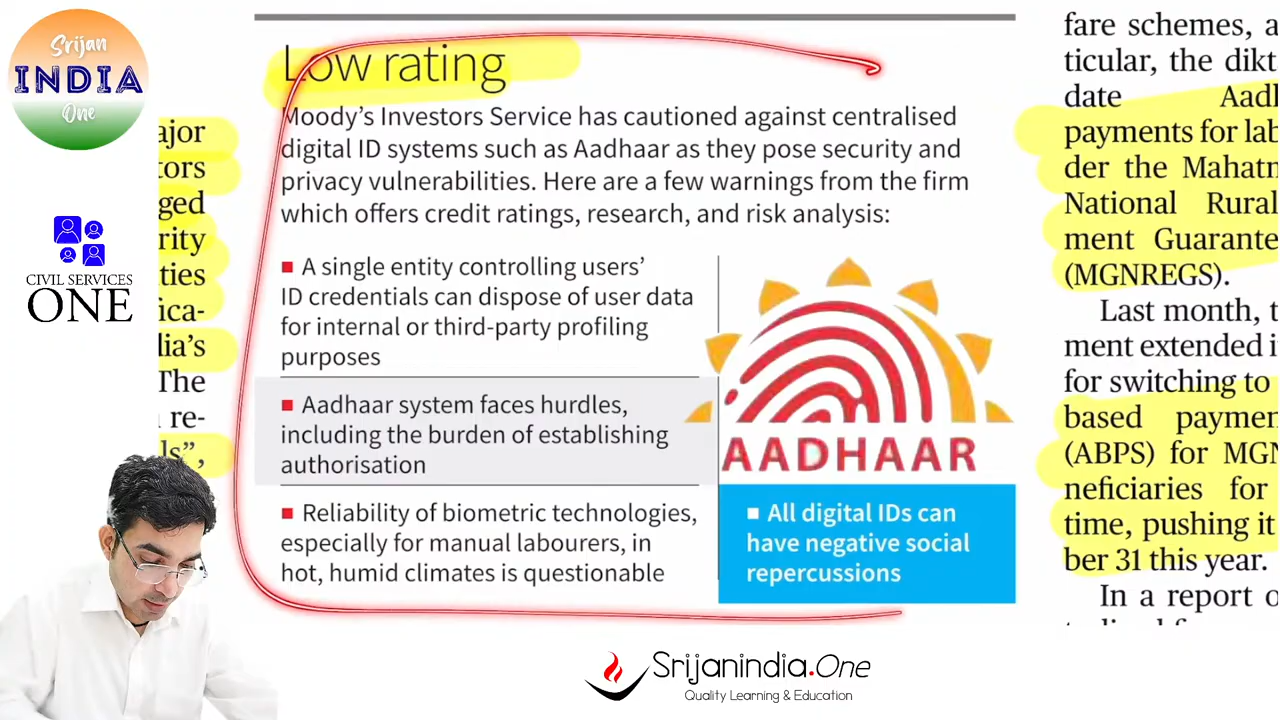 Srijan
INDIA
One
CIVIL SERVICES
ONE
ajor
tors
ged
rity
ties
ica-
lia's
The
re-
ls",
Low rating
Moody's Investors Service has cautioned against centralised
digital ID systems such as Aadhaar as they pose security and
privacy vulnerabilities. Here are a few warnings from the firm
which offers credit ratings, research, and risk analysis:
■ A single entity controlling users'
ID credentials can dispose of user data
for internal or third-party profiling
purposes
■ Aadhaar system faces hurdles,
including the burden of establishing
authorisation
■ Reliability of biometric technologies,
especially for manual labourers, in
hot, humid climates is questionable
AADHAAR
■ All digital IDs can
have negative social
repercussions
fare schemes, a
ticular, the dikt
date Aadh
payments for lab
der the Mahatm
National Rural
ment Guarante
(MGNREGS).
Last month, t
ment extended i
for switching to
based paymen
(ABPS) for MGN
neficiaries for
time, pushing it
ber 31 this year.
In a report o
Srijanindia.One
Quality Learning & Education